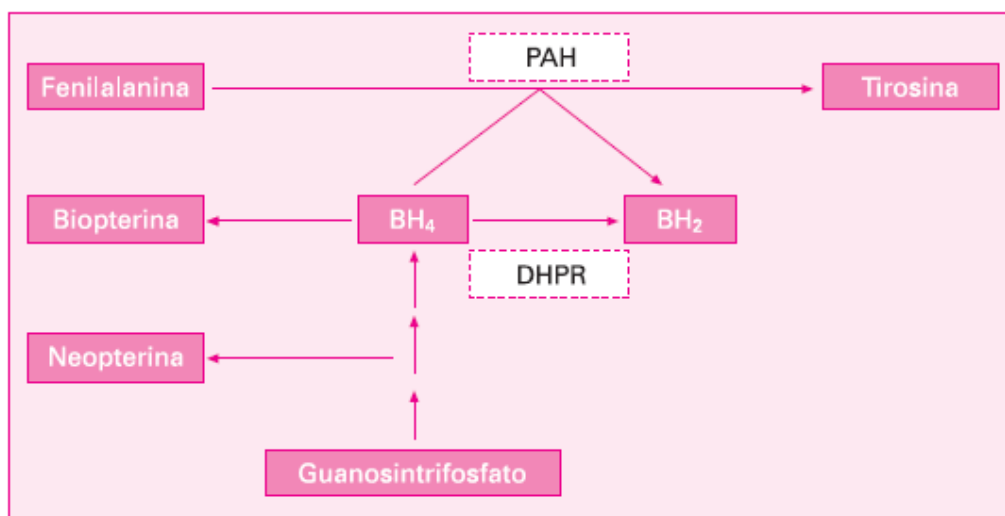 PAH
Fenilalanina
Tirosina
Biopterina
BH₄
BH₂
DHPR
Neopterina
Guanosintrifosfato